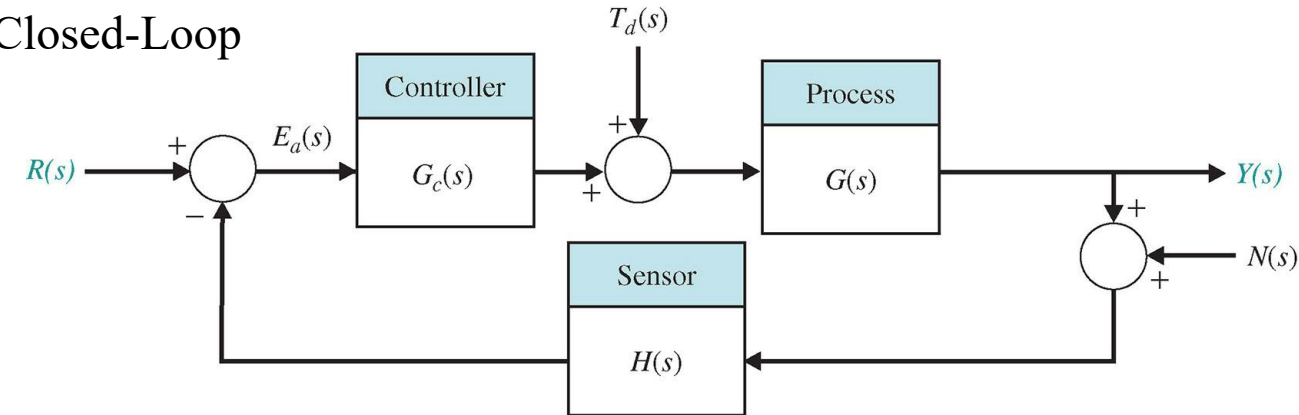 Closed-Loop
T_d(s)
Controller
Process
+
+
E_a(s)
R(s)
G_c(s)
G(s)
Y(s)
+
−
+
N(s)
+
Sensor
H(s)